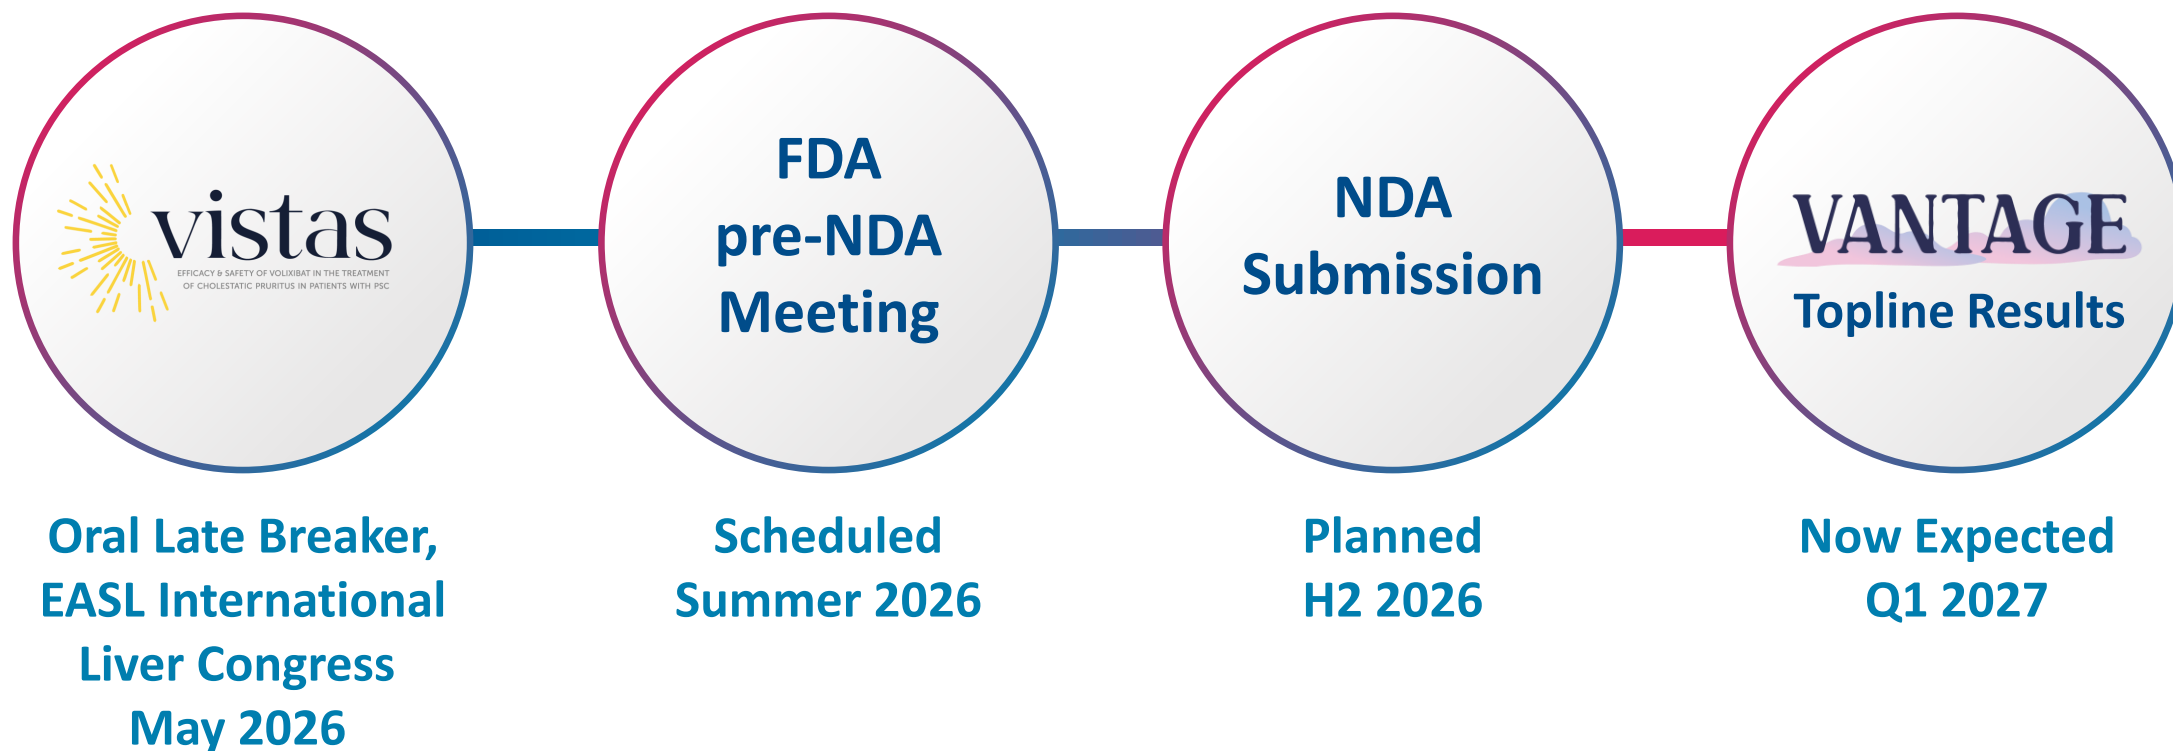 vistas
EFFICACY & SAFETY OF VOLIXIBAT IN THE TREATMENT
OF CHOLESTATIC PRURITUS IN PATIENTS WITH PSC
Oral Late Breaker,
EASL International
Liver Congress
May 2026
FDA
pre-NDA
Meeting
Scheduled
Summer 2026
NDA
Submission
Planned
H2 2026
VANTAGE
Topline Results
Now Expected
Q1 2027